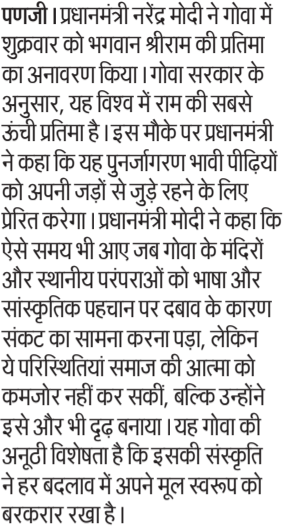 पणजी। प्रधानमंत्री नरेंद्र मोदी ने गोवा में
शुक्रवार को भगवान श्रीराम की प्रतिमा
का अनावरण किया। गोवा सरकार के
अनुसार, यह विश्व में राम की सबसे
ऊंची प्रतिमा है। इस मौके पर प्रधानमंत्री
ने कहा कि यह पुनर्जागरण भावी पीढ़ियों
को अपनी जड़ों से जुड़े रहने के लिए
प्रेरित करेगा। प्रधानमंत्री मोदी ने कहा कि
ऐसे समय भी आए जब गोवा के मंदिरों
और स्थानीय परंपराओं को भाषा और
सांस्कृतिक पहचान पर दबाव के कारण
संकट का सामना करना पड़ा, लेकिन
ये परिस्थितियां समाज की आत्मा को
कमजोर नहीं कर सकीं, बल्कि उन्होंने
इसे और भी दृढ़ बनाया। यह गोवा की
अनूठी विशेषता है कि इसकी संस्कृति
ने हर बदलाव में अपने मूल स्वरूप को
बरकरार रखा है।